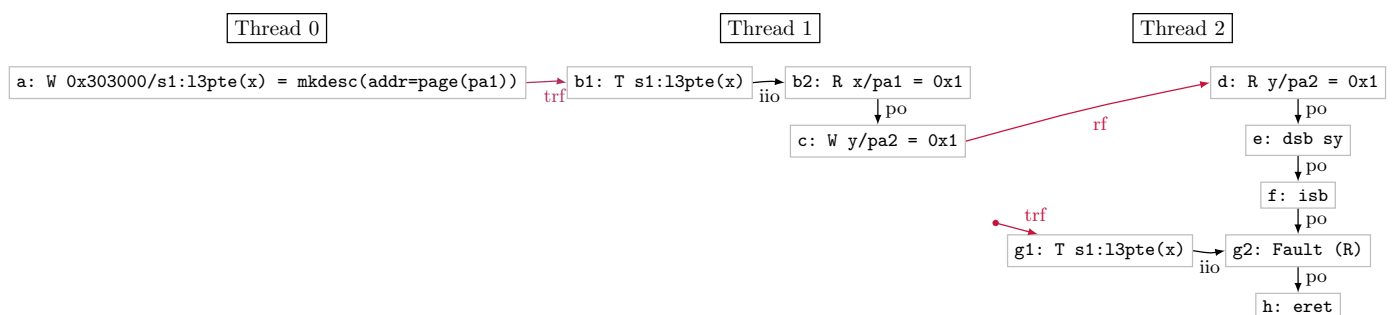 Thread 0
Thread 1
Thread 2
a: W 0x303000/s1:l3pte(x) = mkdesc(addr=page(pa1))
trf
b1: T s1:l3pte(x)
iio
b2: R x/pa1 = 0x1
po
c: W y/pa2 = 0x1
rf
d: R y/pa2 = 0x1
po
e: dsb sy
po
f: isb
po
trf
g1: T s1:l3pte(x)
iio
g2: Fault (R)
po
h: eret